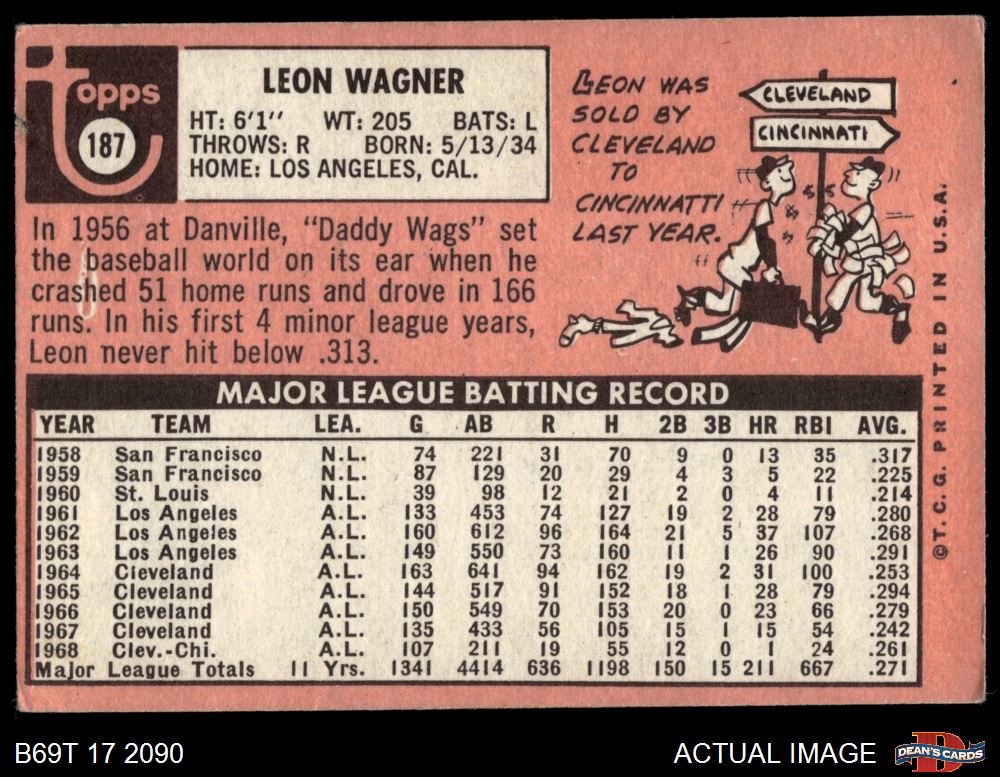 Topps
187
LEON WAGNER
HT: 6'1" WT: 205 BATS: L
THROWS: R BORN: 5/13/34
HOME: LOS ANGELES, CAL.
LEON WAS
SOLD BY
CLEVELAND
TO
CINCINNATTI
LAST YEAR.
CLEVELAND
CINCINNATI
In 1956 at Danville, "Daddy Wags" set
the baseball world on its ear when he
crashed 51 home runs and drove in 166
runs. In his first 4 minor league years,
Leon never hit below .313.
MAJOR LEAGUE BATTING RECORD
YEAR TEAM LEA. G AB R H 2B 3B HR RBI AVG.
1958 San Francisco N.L. 74 221 31 70 9 0 13 35 .317
1959 San Francisco N.L. 87 129 20 29 4 3 5 22 .225
1960 St. Louis N.L. 39 98 12 21 2 0 4 11 .214
1961 Los Angeles A.L. 133 453 74 127 19 2 28 79 .280
1962 Los Angeles A.L. 160 612 96 164 21 5 37 107 .268
1963 Los Angeles A.L. 149 550 73 160 11 1 26 90 .291
1964 Cleveland A.L. 163 641 94 162 19 2 31 100 .253
1965 Cleveland A.L. 144 517 91 152 18 1 28 79 .294
1966 Cleveland A.L. 150 549 70 153 20 0 23 66 .279
1967 Cleveland A.L. 135 433 56 105 15 1 15 54 .242
1968 Clev.-Chi. A.L. 107 211 19 55 12 0 1 24 .261
Major League Totals 11 Yrs. 1341 4414 636 1198 150 15 211 667 .271
©T. C. G. PRINTED IN U.S.A.
B69T 17 2090
ACTUAL IMAGE
DEAN'S CARDS